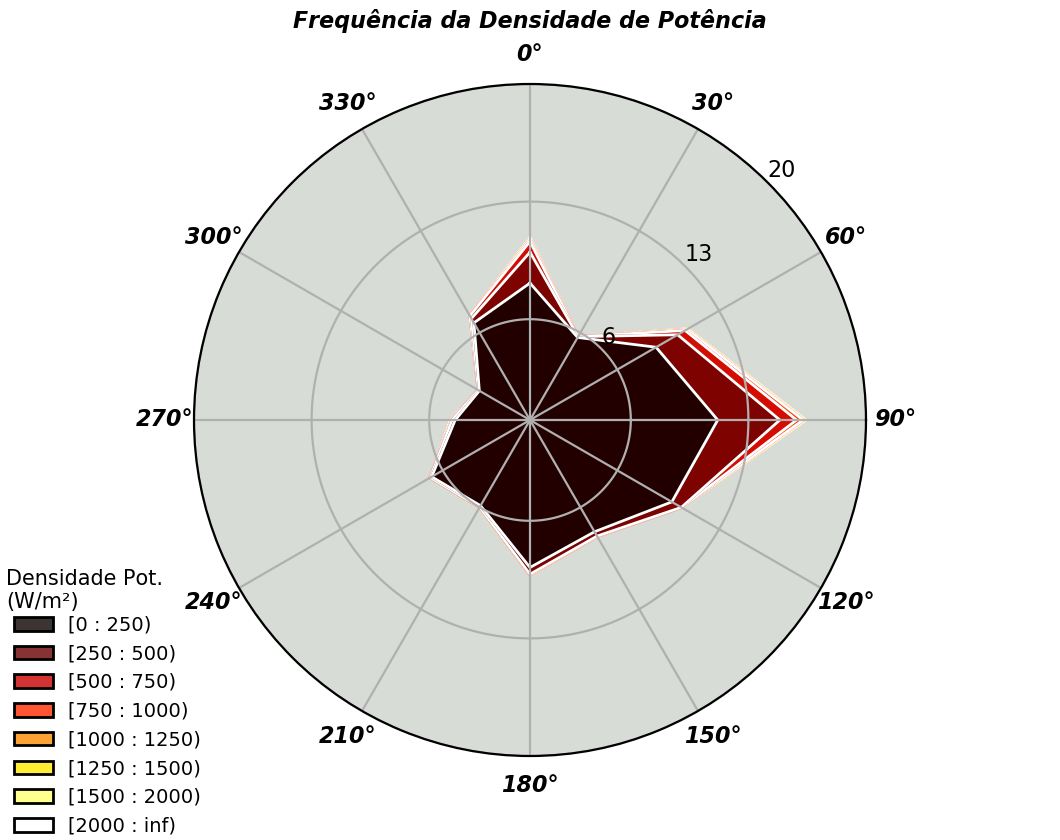 Frequência da Densidade de Potência
0°
330°
30°
20
300°
60°
13
6
270°
90°
240°
120°
210°
150°
180°
Densidade Pot.
(W/m²)
[0 : 250)
[250 : 500)
[500 : 750)
[750 : 1000)
[1000 : 1250)
[1250 : 1500)
[1500 : 2000)
[2000 : inf)